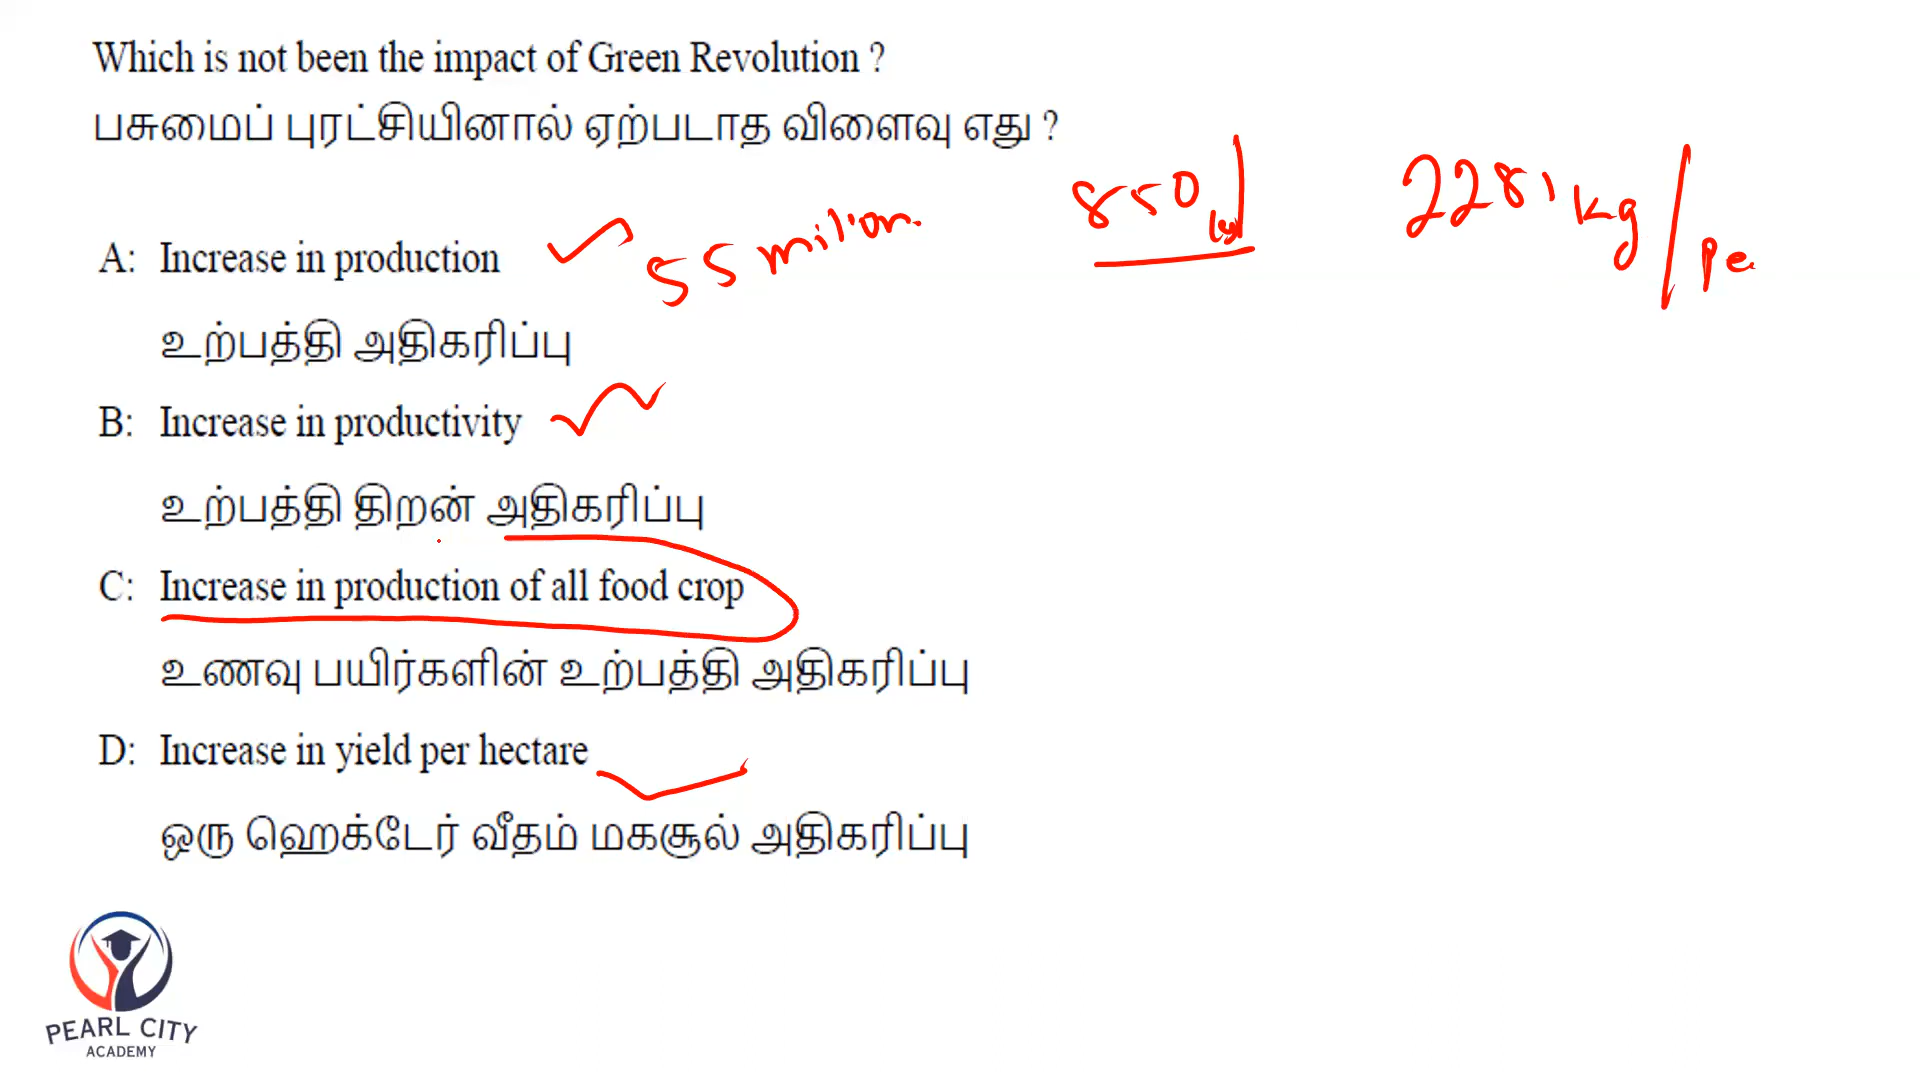 Which is not been the impact of Green Revolution ?
பசுமைப் புரட்சியினால் ஏற்படாத விளைவு எது ?
850
2281 kg/ pe
A: Increase in production
55 million
உற்பத்தி அதிகரிப்பு
B: Increase in productivity
உற்பத்தி திறன் அதிகரிப்பு
C: Increase in production of all food crop
உணவு பயிர்களின் உற்பத்தி அதிகரிப்பு
D: Increase in yield per hectare
ஒரு ஹெக்டேர் வீதம் மகசூல் அதிகரிப்பு
PEARL CITY
ACADEMY